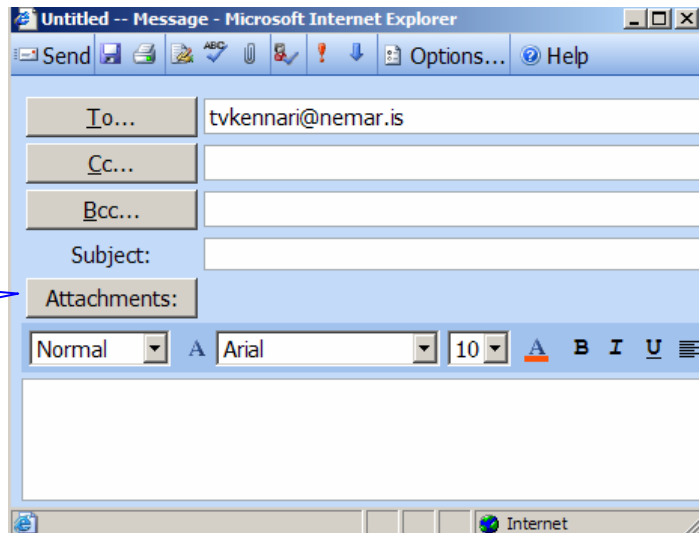 Untitled -- Message - Microsoft Internet Explorer
Send ABC Options... Help
To... tvkennari@nemar.is
Cc...
Bcc...
Subject:
Attachments:
Normal A Arial 10 A B I U
Internet